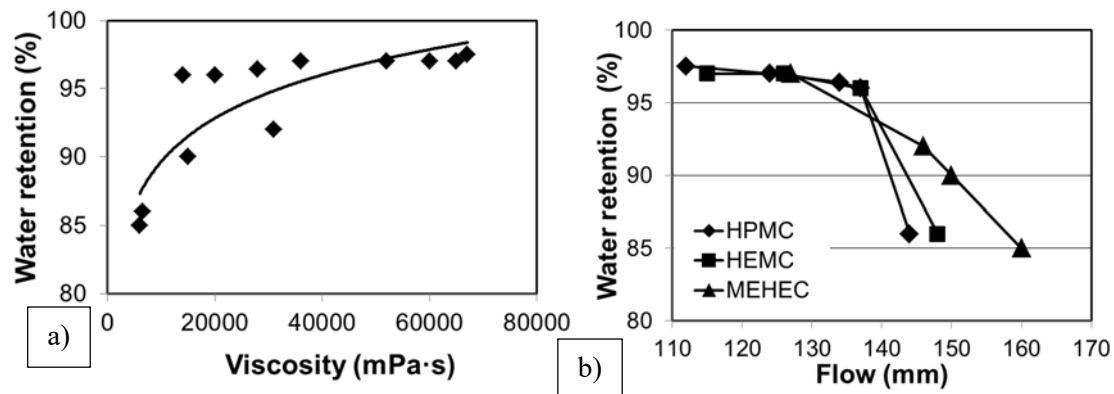 100
95
90
85
80
Water retention (%)
0 20000 40000 60000 80000
Viscosity (mPa·s)
a)
100
95
90
85
80
Water retention (%)
HPMC
HEMC
MEHEC
110 120 130 140 150 160 170
Flow (mm)
b)